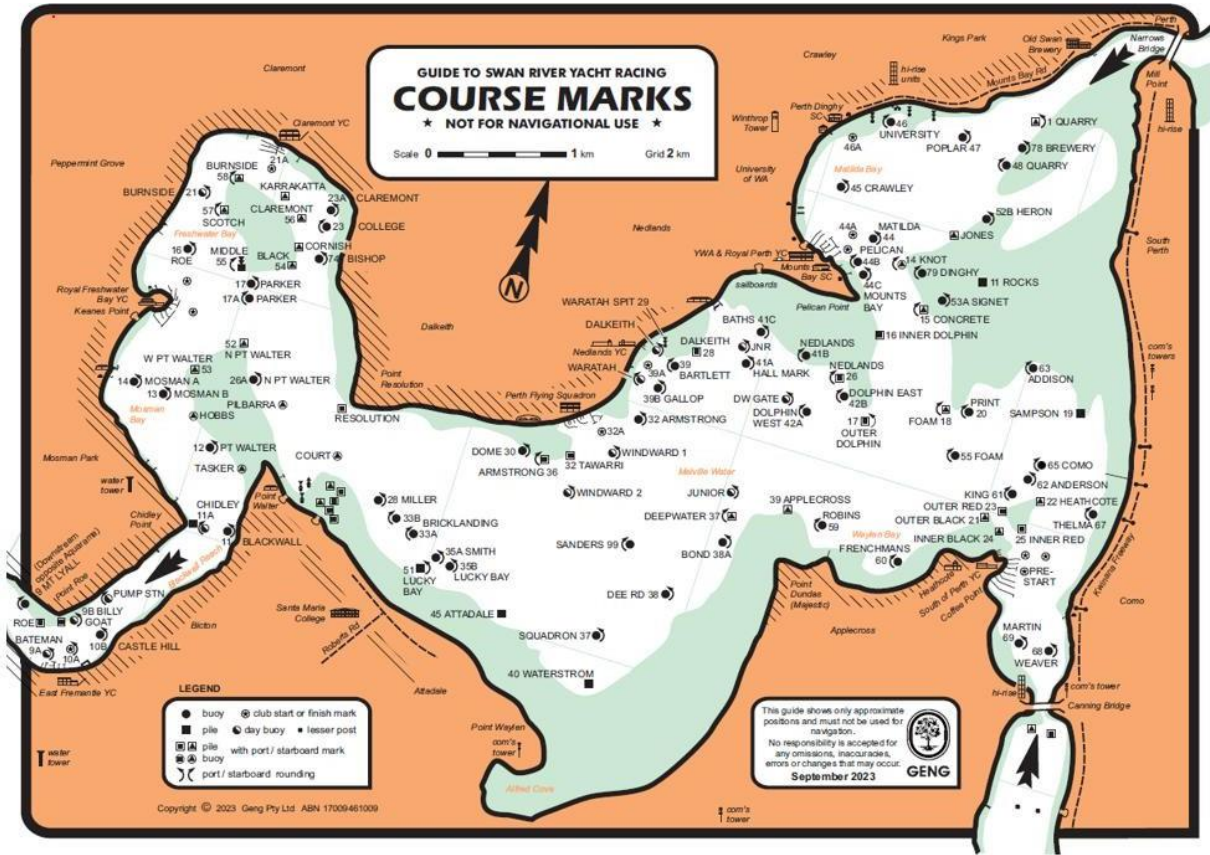 GUIDE TO SWAN RIVER YACHT RACING
COURSE MARKS
★ NOT FOR NAVIGATIONAL USE ★
Scale 0 1 km Grid 2 km
N
Claremont
Claremont YC
21A
Peppermint Grove
BURNSIDE
58
BURNSIDE
21
KARRAKATTA
CLAREMONT
56
23A
CLAREMONT
23
COLLEGE
57
SCOTCH
Freshwater Bay
16
ROE
MIDDLE
55
BLACK
54
CORNISH
74
BISHOP
17
PARKER
17A
PARKER
Royal Freshwater
Bay YC
Keanes Point
52
N PT WALTER
W PT WALTER
53
14
MOSMAN A
13
MOSMAN B
26A
N PT WALTER
PILBARRA
HOBBS
Mosman
Bay
RESOLUTION
Point
Resolution
12
PT WALTER
TASKER
COURT
Mosman Park
water
tower
Chidley
Point
CHIDLEY
11A
11
BLACKWALL
Point
Walter
Blackwall Reach
(Downstream
opposite Aquarama)
9 MT LYALL
Point Roe
PUMP STN
ROE
9B BILLY
GOAT
BATEMAN
9A
10A
10B
CASTLE HILL
East Fremantle YC
Bicton
Santa Maria
College
Roberts Rd
Attadale
Kings Park
Crawley
Old Swan
Brewery
Perth
Narrows
Bridge
Mill
Point
hi-rise
hi-rise
units
Mounts Bay Rd
Perth Dinghy
SC
Winthrop
Tower
46
UNIVERSITY
46A
POPLAR 47
1 QUARRY
78 BREWERY
48 QUARRY
University
of WA
Matilda Bay
45 CRAWLEY
52B HERON
44A
MATILDA
44
JONES
PELICAN
44B
14 KNOT
79 DINGHY
44C
MOUNTS
BAY
11 ROCKS
53A SIGNET
15 CONCRETE
16 INNER DOLPHIN
YWA & Royal Perth YC
Mounts
Bay SC
Nedlands
sailboards
Pelican Point
South
Perth
com's
towers
Dalkeith
WARATAH SPIT 29
DALKEITH
Nedlands YC
WARATAH
DALKEITH
28
BATHS 41C
JNR
41A
HALL MARK
NEDLANDS
41B
39A
39
BARTLETT
39B GALLOP
NEDLANDS
26
DW GATE
DOLPHIN EAST
42B
DOLPHIN
WEST 42A
17
OUTER
DOLPHIN
63
ADDISON
PRINT
20
FOAM 18
SAMPSON 19
Perth Flying Squadron
32 ARMSTRONG
32A
DOME 30
ARMSTRONG 36
32 TAWARRI
WINDWARD 1
WINDWARD 2
Melville Water
JUNIOR
39 APPLECROSS
DEEPWATER 37
55 FOAM
65 COMO
62 ANDERSON
KING 61
22 HEATHCOTE
OUTER RED 23
OUTER BLACK 21
THELMA 67
INNER BLACK 24
25 INNER RED
28 MILLER
33B
BRICKLANDING
33A
35A SMITH
35B
LUCKY BAY
51
LUCKY
BAY
SANDERS 99
BOND 38A
ROBINS
59
Waylen Bay
FRENCHMANS
60
PRE-
START
45 ATTADALE
DEE RD 38
SQUADRON 37
40 WATERSTROM
Point
Dundas
(Majestic)
Heathcote
South of Perth YC
Coffee Point
Applecross
Kwinana Freeway
Como
MARTIN
69
68
WEAVER
hi-rise
com's tower
Canning Bridge
Point Waylen
com's
tower
Alfred Cove
com's
tower
water
tower
LEGEND
buoy
club start or finish mark
pile
day buoy
lesser post
pile
buoy
with port / starboard mark
port / starboard rounding
Copyright © 2023 Geng Pty Ltd ABN 17009461009
This guide shows only approximate
positions and must not be used for
navigation.
No responsibility is accepted for
any omissions, inaccuracies,
errors or changes that may occur.
September 2023
GENG